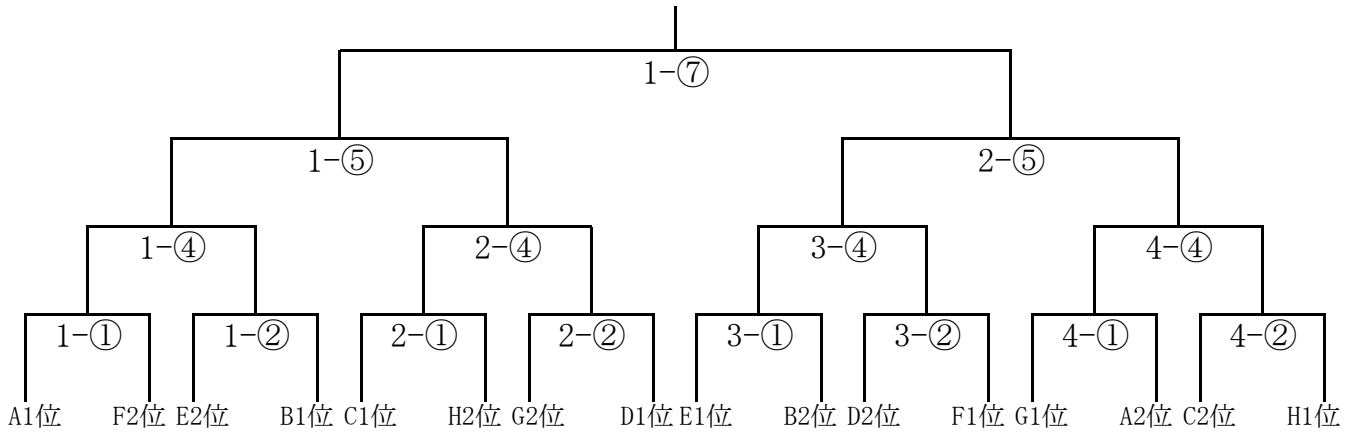 1-⑦
1-⑤ 2-⑤
1-④ 2-④ 3-④ 4-④
1-① 1-② 2-① 2-② 3-① 3-② 4-① 4-②
A1位 F2位 E2位 B1位 C1位 H2位 G2位 D1位 E1位 B2位 D2位 F1位 G1位 A2位 C2位 H1位